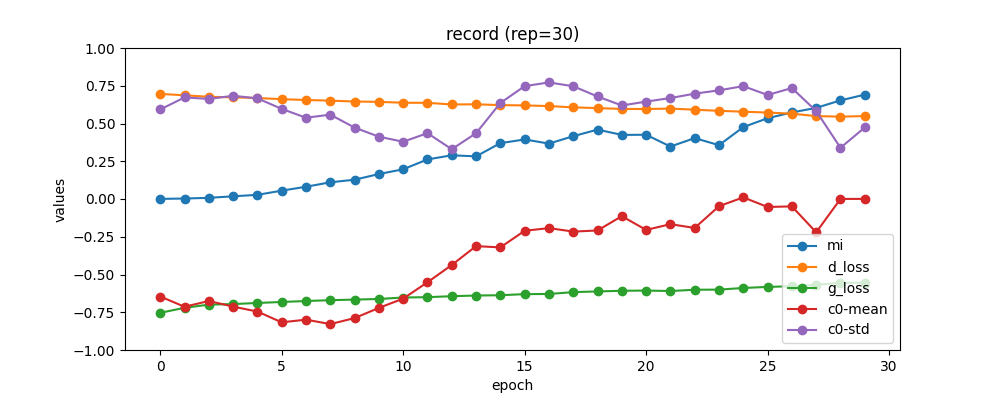 record (rep=30)
values
1.00
0.75
0.50
0.25
0.00
−0.25
−0.50
−0.75
−1.00
mi
d_loss
g_loss
c0-mean
c0-std
0 5 10 15 20 25 30
epoch